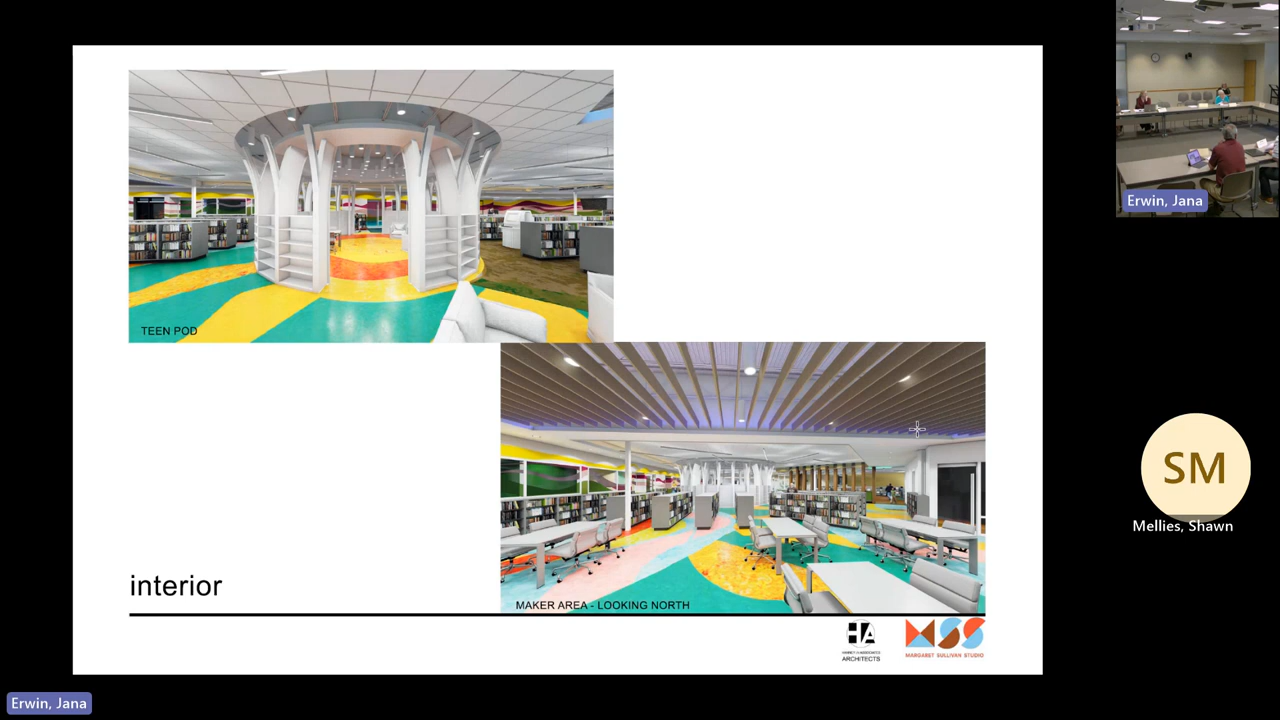 TEEN POD
interior
MAKER AREA - LOOKING NORTH
HA
ARCHITECTS
MSS
MARGARET SULLIVAN STUDIO
Erwin, Jana
SM
Mellies, Shawn
Erwin, Jana